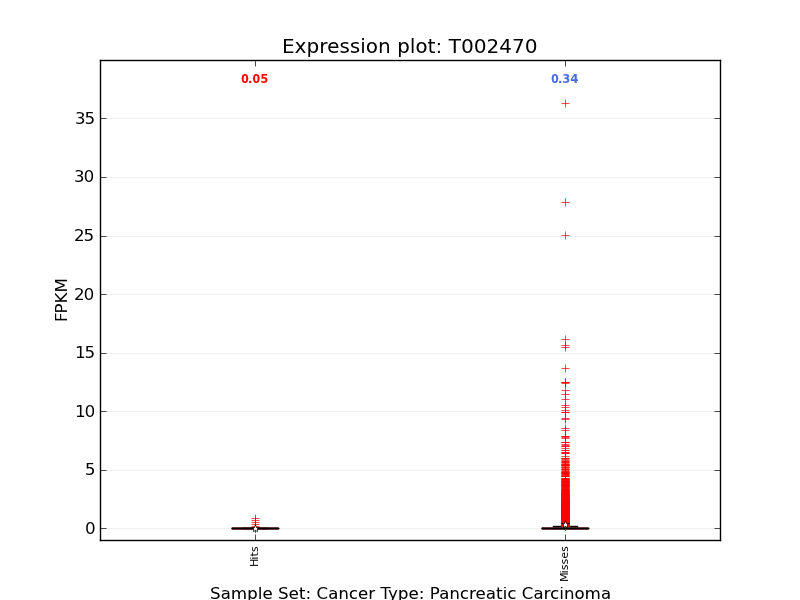 Expression plot: T002470
0.05
0.34
35
30
25
20
15
10
5
0
FPKM
Hits
Misses
Sample Set: Cancer Type: Pancreatic Carcinoma